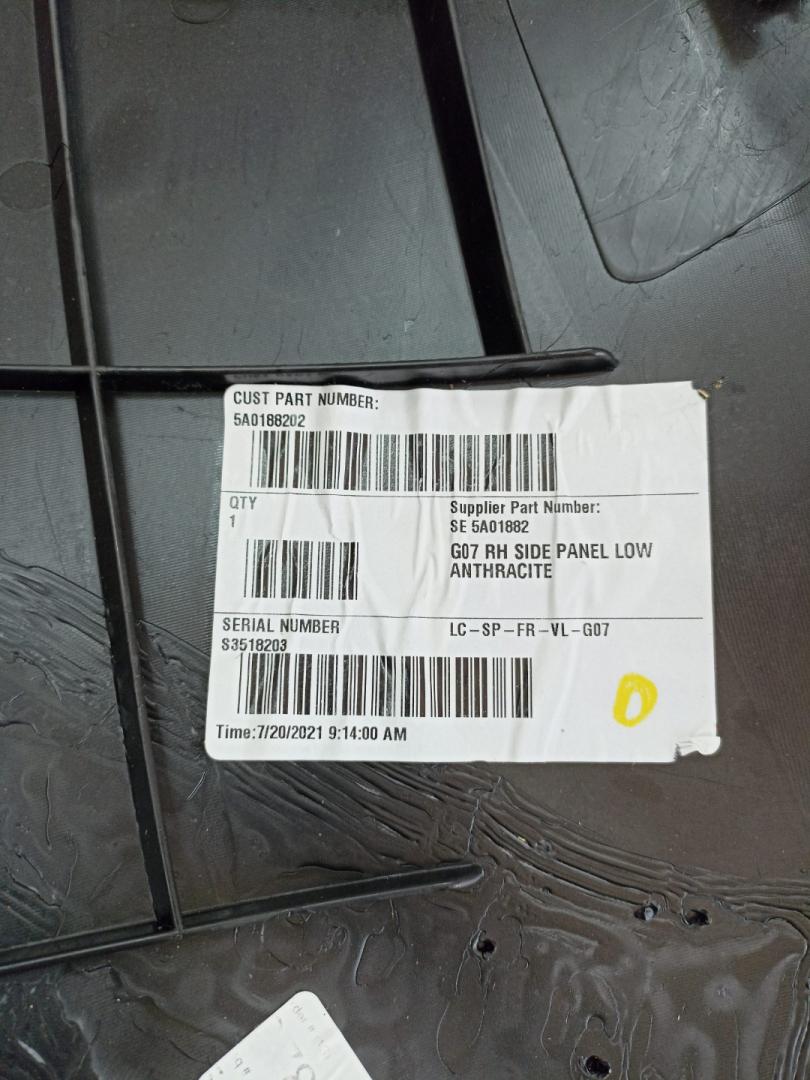 CUST PART NUMBER:
5A0188202
QTY
1
Supplier Part Number:
SE 5A01882
G07 RH SIDE PANEL LOW
ANTHRACITE
SERIAL NUMBER
S3518203
LC-SP-FR-VL-G07
Time:7/20/2021 9:14:00 AM